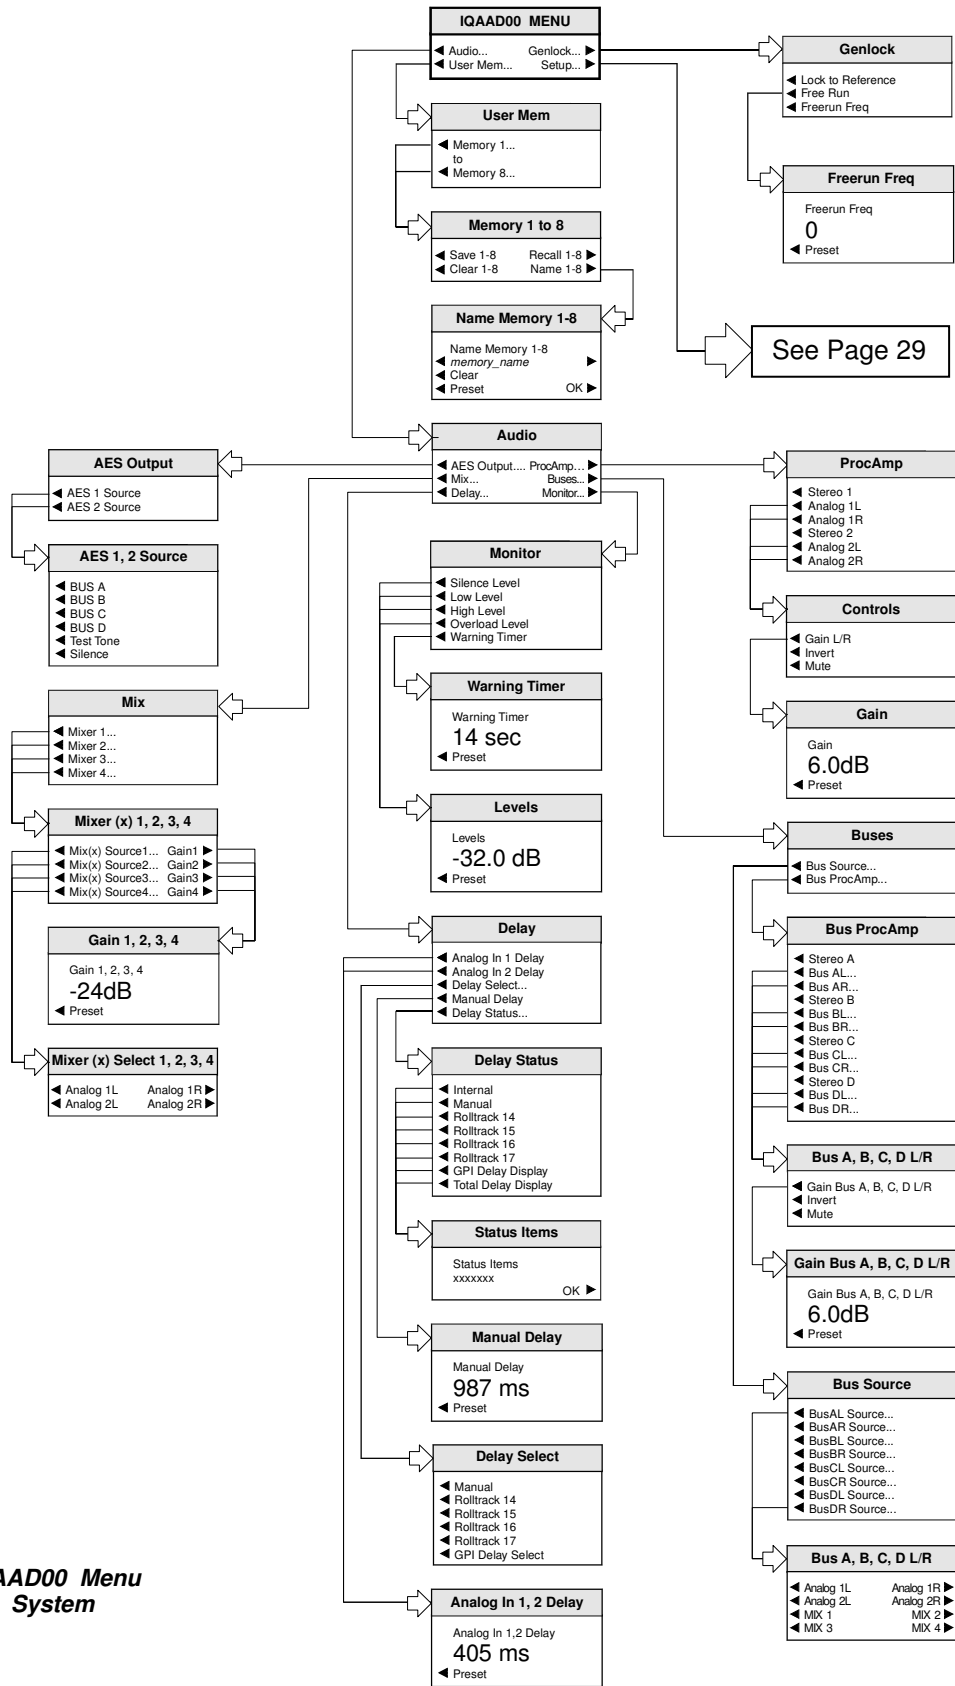 IQAAD00 MENU
Audio... Genlock...
User Mem... Setup...
Genlock
Lock to Reference
Free Run
Freerun Freq
User Mem
Memory 1...
to
Memory 8...
Freerun Freq
Freerun Freq
0
Preset
Memory 1 to 8
Save 1-8 Recall 1-8
Clear 1-8 Name 1-8
Name Memory 1-8
Name Memory 1-8
memory_name
Clear
Preset OK
See Page 29
Audio
AES Output.... ProcAmp...
Mix... Buses...
Delay... Monitor...
AES Output
AES 1 Source
AES 2 Source
ProcAmp
Stereo 1
Analog 1L
Analog 1R
Stereo 2
Analog 2L
Analog 2R
AES 1, 2 Source
BUS A
BUS B
BUS C
BUS D
Test Tone
Silence
Monitor
Silence Level
Low Level
High Level
Overload Level
Warning Timer
Controls
Gain L/R
Invert
Mute
Mix
Mixer 1...
Mixer 2...
Mixer 3...
Mixer 4...
Warning Timer
Warning Timer
14 sec
Preset
Gain
Gain
6.0dB
Preset
Mixer (x) 1, 2, 3, 4
Mix(x) Source1... Gain1
Mix(x) Source2... Gain2
Mix(x) Source3... Gain3
Mix(x) Source4... Gain4
Levels
Levels
-32.0 dB
Preset
Buses
Bus Source...
Bus ProcAmp...
Gain 1, 2, 3, 4
Gain 1, 2, 3, 4
-24dB
Preset
Delay
Analog In 1 Delay
Analog In 2 Delay
Delay Select...
Manual Delay
Delay Status...
Bus ProcAmp
Stereo A
Bus AL...
Bus AR...
Stereo B
Bus BL...
Bus BR...
Stereo C
Bus CL...
Bus CR...
Stereo D
Bus DL...
Bus DR...
Mixer (x) Select 1, 2, 3, 4
Analog 1L Analog 1R
Analog 2L Analog 2R
Delay Status
Internal
Manual
Rolltrack 14
Rolltrack 15
Rolltrack 16
Rolltrack 17
GPI Delay Display
Total Delay Display
Bus A, B, C, D L/R
Gain Bus A, B, C, D L/R
Invert
Mute
Status Items
Status Items
xxxxxxx
OK
Gain Bus A, B, C, D L/R
Gain Bus A, B, C, D L/R
6.0dB
Preset
Manual Delay
Manual Delay
987 ms
Preset
Bus Source
BusAL Source...
BusAR Source...
BusBL Source...
BusBR Source...
BusCL Source...
BusCR Source...
BusDL Source...
BusDR Source...
Delay Select
Manual
Rolltrack 14
Rolltrack 15
Rolltrack 16
Rolltrack 17
GPI Delay Select
Bus A, B, C, D L/R
Analog 1L Analog 1R
Analog 2L Analog 2R
MIX 1 MIX 2
MIX 3 MIX 4
AAD00 Menu
System
Analog In 1, 2 Delay
Analog In 1,2 Delay
405 ms
Preset